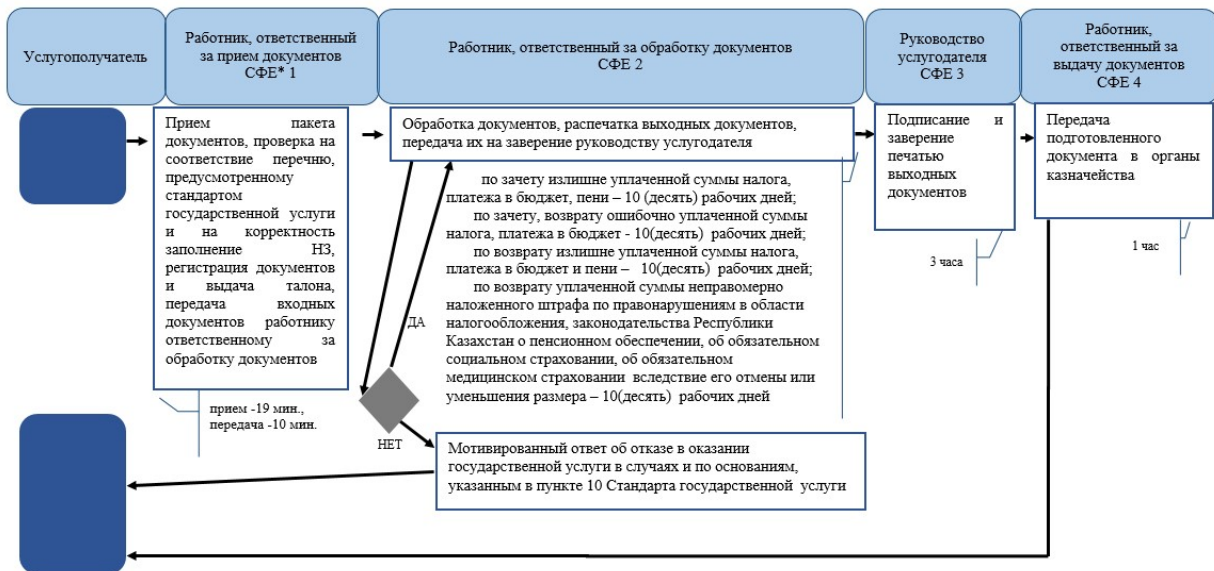 Услугополучатель
Работник, ответственный
за прием документов
СФЕ* 1
Работник, ответственный за обработку документов
СФЕ 2
Руководство
услугодателя
СФЕ 3
Работник,
ответственный за
выдачу документов
СФЕ 4
Прием пакета
документов, проверка на
соответствие перечню,
предусмотренному
стандартом
государственной услуги
и на корректность
заполнение НЗ,
регистрация документов
и выдача талона,
передача входных
документов работнику
ответственному за
обработку документов
прием -19 мин.,
передача -10 мин.
Обработка документов, распечатка выходных документов,
передача их на заверение руководству услугодателя
по зачету излишне уплаченной суммы налога,
платежа в бюджет, пени – 10 (десять) рабочих дней;
по зачету, возврату ошибочно уплаченной суммы
налога, платежа в бюджет - 10(десять) рабочих дней;
по возврату излишне уплаченной суммы налога,
платежа в бюджет и пени – 10(десять) рабочих дней;
по возврату уплаченной суммы неправомерно
наложенного штрафа по правонарушениям в области
налогообложения, законодательства Республики
Казахстан о пенсионном обеспечении, об обязательном
социальном страховании, об обязательном
медицинском страховании вследствие его отмены или
уменьшения размера – 10(десять) рабочих дней
ДА
НЕТ
Мотивированный ответ об отказе в оказании
государственной услуги в случаях и по основаниям,
указанным в пункте 10 Стандарта государственной услуги
Подписание и
заверение
печатью
выходных
документов
3 часа
Передача
подготовленного
документа в органы
казначейства
1 час